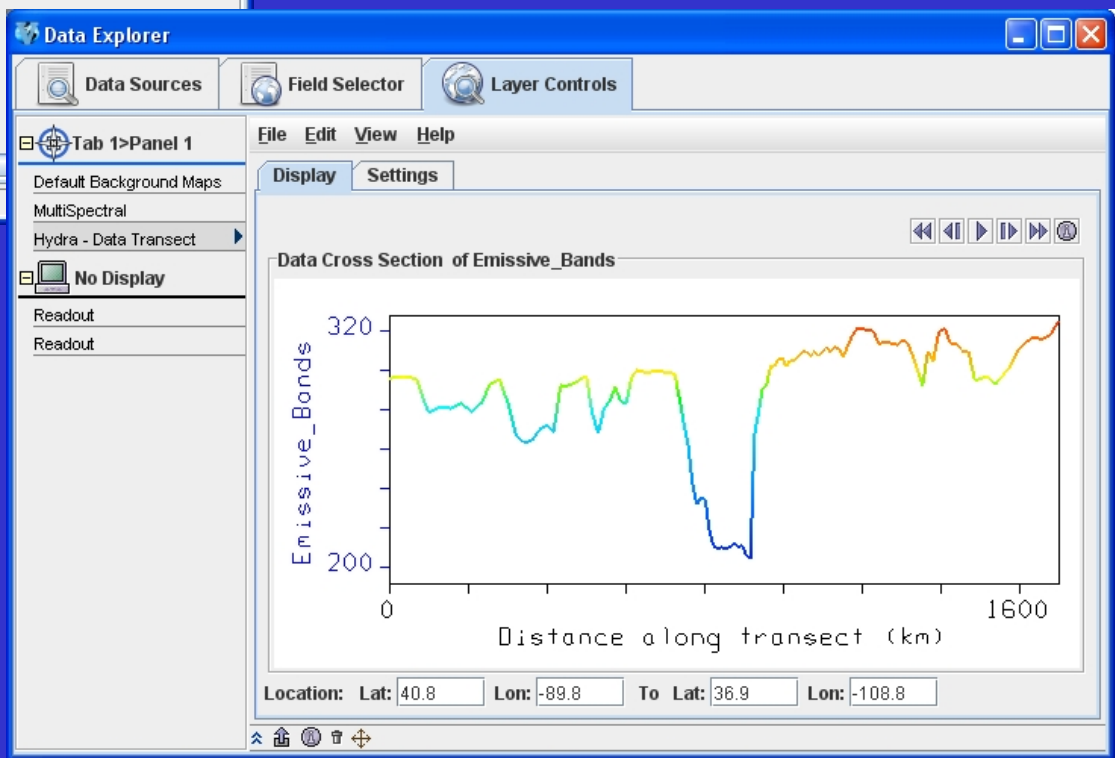 Data Explorer
Data Sources
Field Selector
Layer Controls
Tab 1>Panel 1
Default Background Maps
MultiSpectral
Hydra - Data Transect
No Display
Readout
Readout
File Edit View Help
Display Settings
Data Cross Section of Emissive_Bands
320
Emissive_Bands
200
0 1600
Distance along transect (km)
Location: Lat: 40.8 Lon: -89.8 To Lat: 36.9 Lon: -108.8